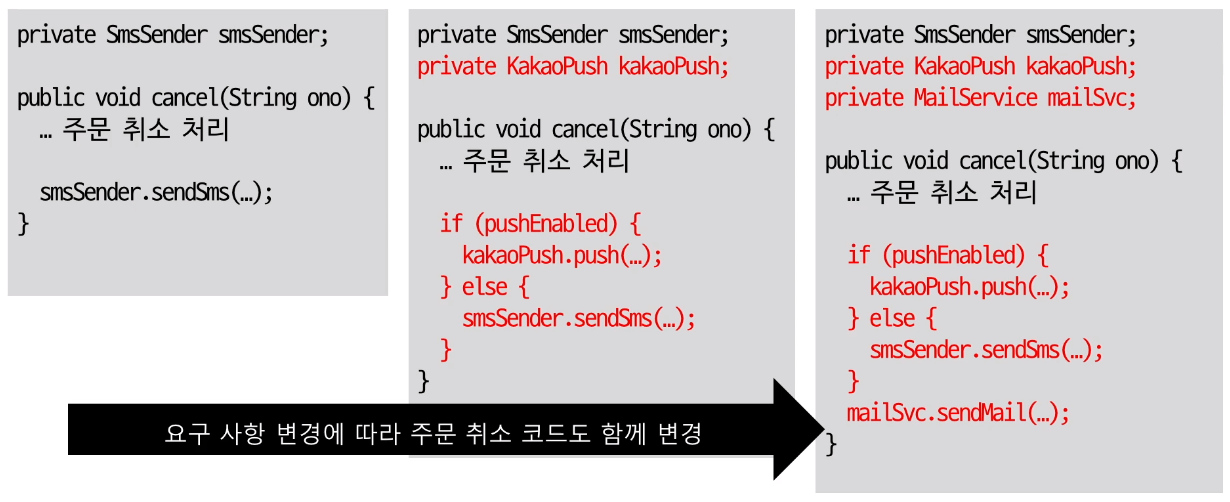 private SmsSender smsSender;
public void cancel(String ono) {
… 주문 취소 처리
smsSender.sendSms(…);
}
private SmsSender smsSender;
private KakaoPush kakaoPush;
public void cancel(String ono) {
… 주문 취소 처리
if (pushEnabled) {
kakaoPush.push(…);
} else {
smsSender.sendSms(…);
}
}
private SmsSender smsSender;
private KakaoPush kakaoPush;
private MailService mailSvc;
public void cancel(String ono) {
… 주문 취소 처리
if (pushEnabled) {
kakaoPush.push(…);
} else {
smsSender.sendSms(…);
}
mailSvc.sendMail(…);
}
요구 사항 변경에 따라 주문 취소 코드도 함께 변경